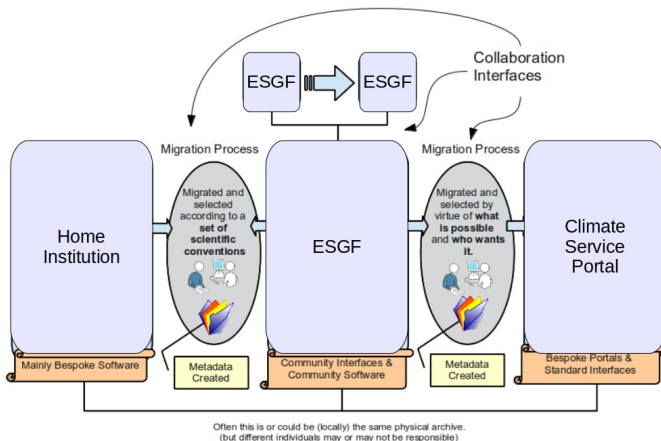 ESGF
ESGF
Collaboration
Interfaces
Migration Process
Migration Process
Home
Institution
Migrated and
selected
according to a
set of
scientific
conventions
ESGF
Migrated and
selected by
virtue of what
is possible
and who wants
it.
Climate
Service
Portal
Mainly Bespoke Software
Metadata
Created
Community Interfaces &
Community Software
Metadata
Created
Bespoke Portals &
Standard Interfaces
Often this is or could be (locally) the same physical archive.
(but different individuals may or may not be responsible)